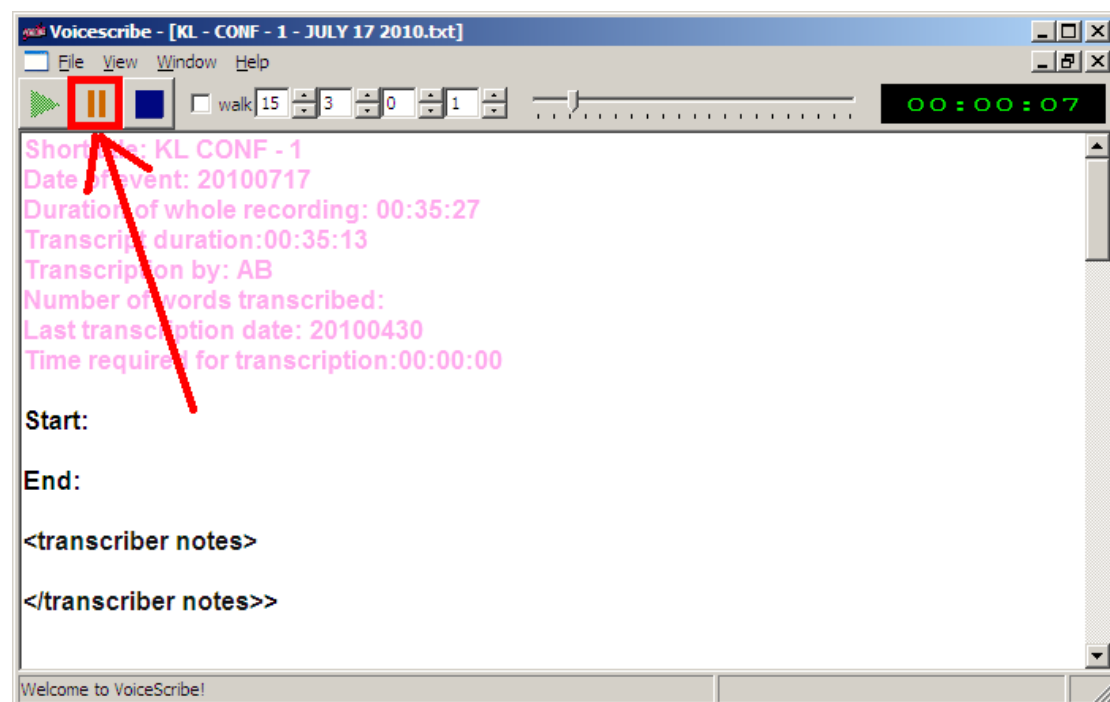 Voicescribe - [KL - CONF - 1 - JULY 17 2010.txt]
File View Window Help
walk 15 3 0 1 00:00:07
Short title: KL CONF - 1
Date of event: 20100717
Duration of whole recording: 00:35:27
Transcript duration:00:35:13
Transcription by: AB
Number of words transcribed:
Last transcription date: 20100430
Time required for transcription:00:00:00
Start:
End:
<transcriber notes>
</transcriber notes>>
Welcome to VoiceScribe!